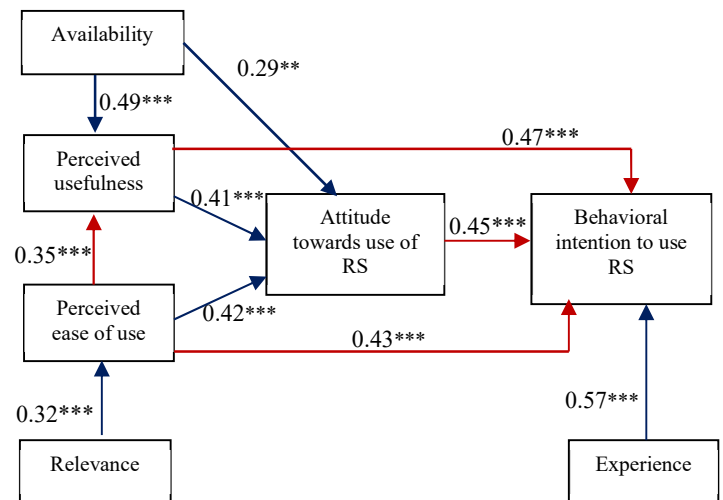 Availability
0.29**
0.49***
0.47***
Perceived
usefulness
0.41***
Attitude
towards use of
RS
0.45***
Behavioral
intention to use
RS
0.35***
Perceived
ease of use
0.42***
0.43***
0.32***
0.57***
Relevance
Experience